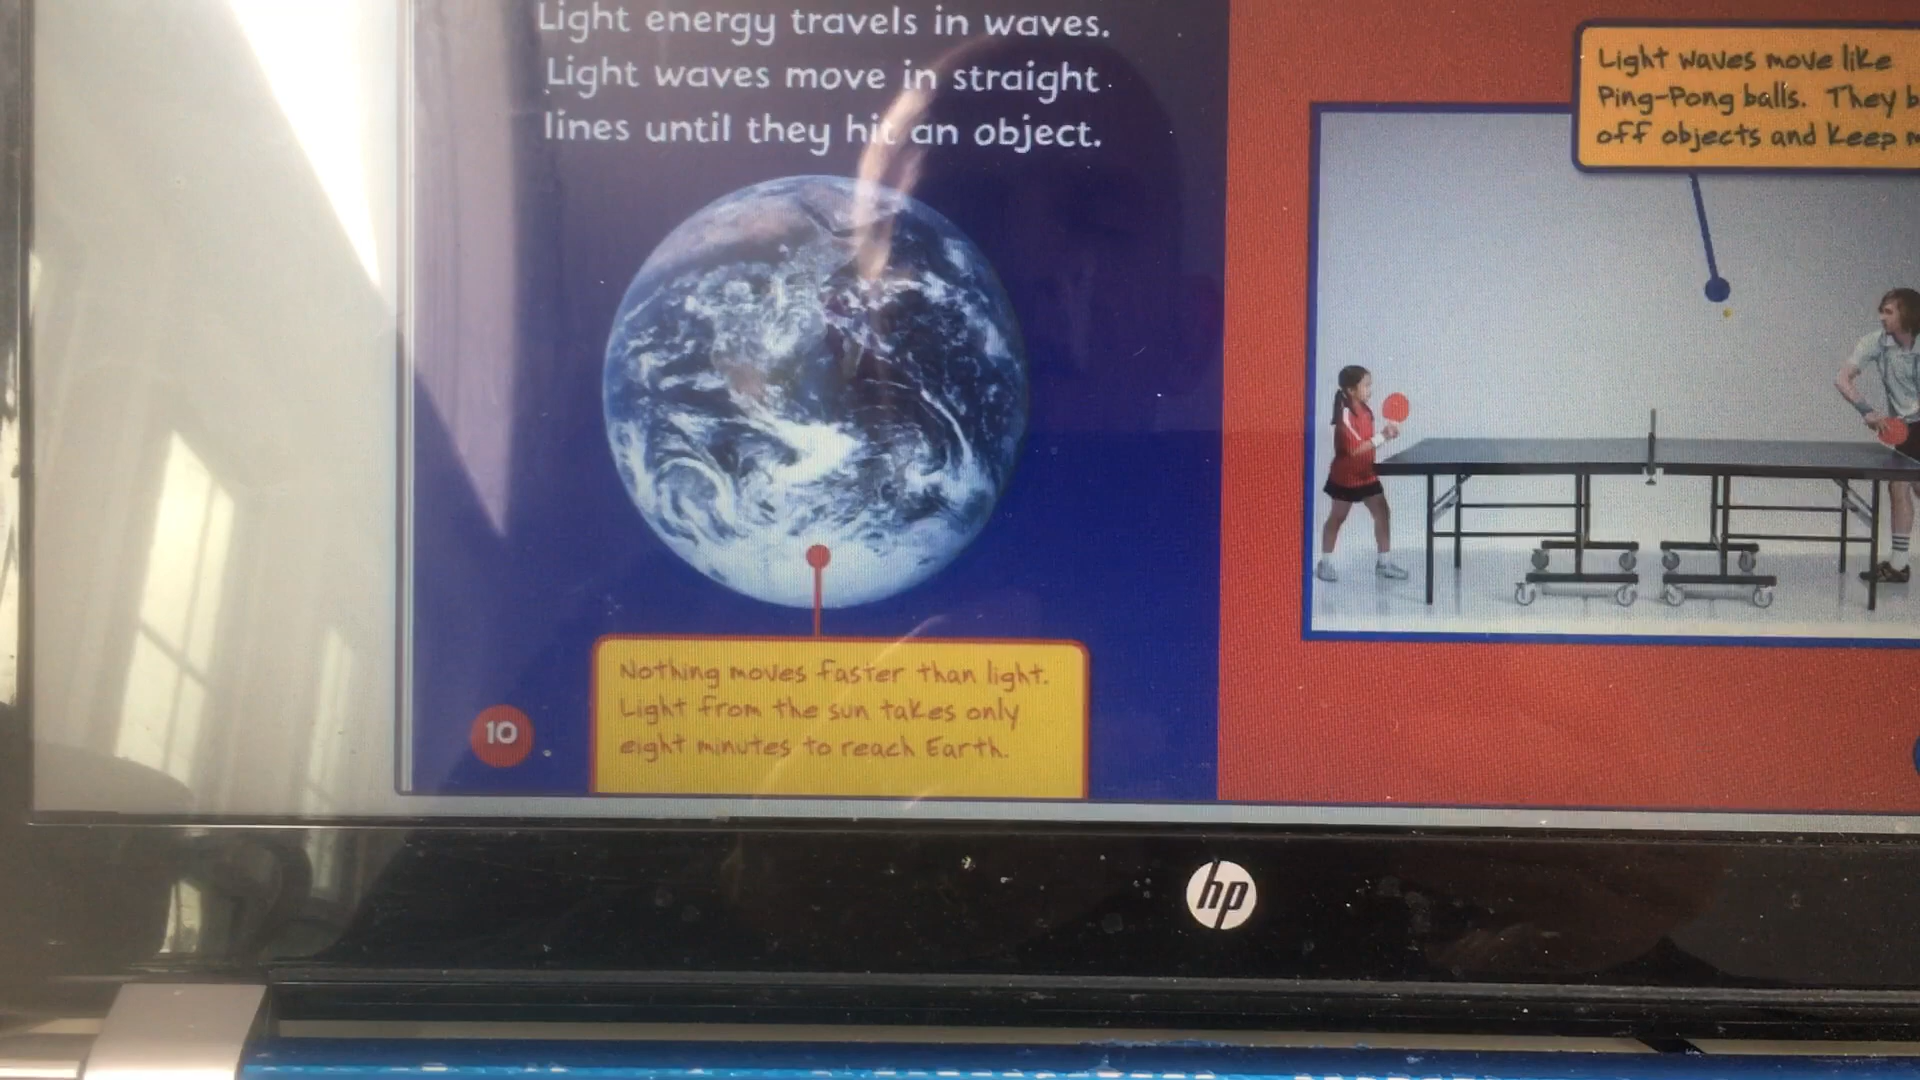 Light energy travels in waves.
Light waves move in straight
lines until they hit an object.
Nothing moves faster than light.
Light from the sun takes only
eight minutes to reach Earth.
10
Light waves move like
Ping-Pong balls. They
off objects and keep
hp